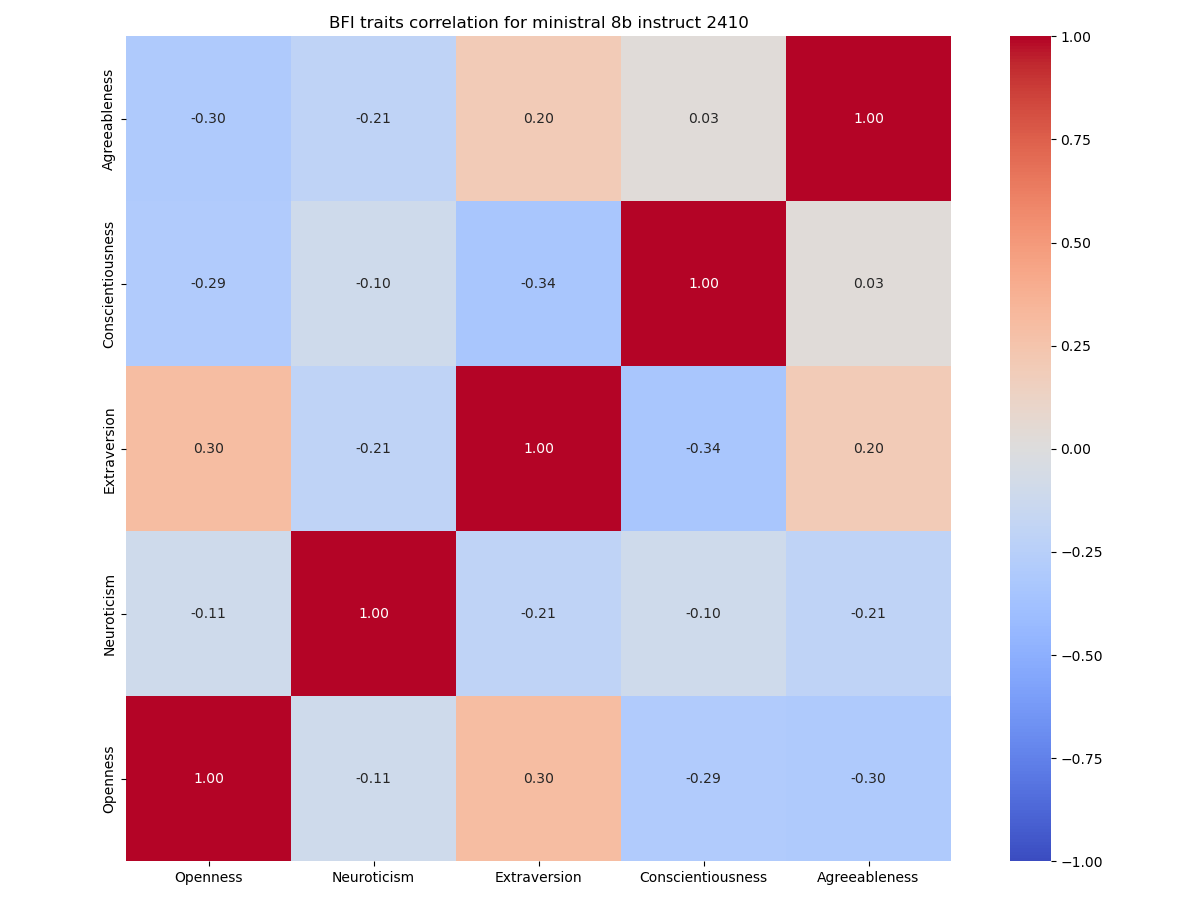 BFI traits correlation for ministral 8b instruct 2410
Agreeableness
-0.30 -0.21 0.20 0.03 1.00
Conscientiousness
-0.29 -0.10 -0.34 1.00 0.03
Extraversion
0.30 -0.21 1.00 -0.34 0.20
Neuroticism
-0.11 1.00 -0.21 -0.10 -0.21
Openness
1.00 -0.11 0.30 -0.29 -0.30
Openness Neuroticism Extraversion Conscientiousness Agreeableness
1.00
0.75
0.50
0.25
0.00
−0.25
−0.50
−0.75
−1.00